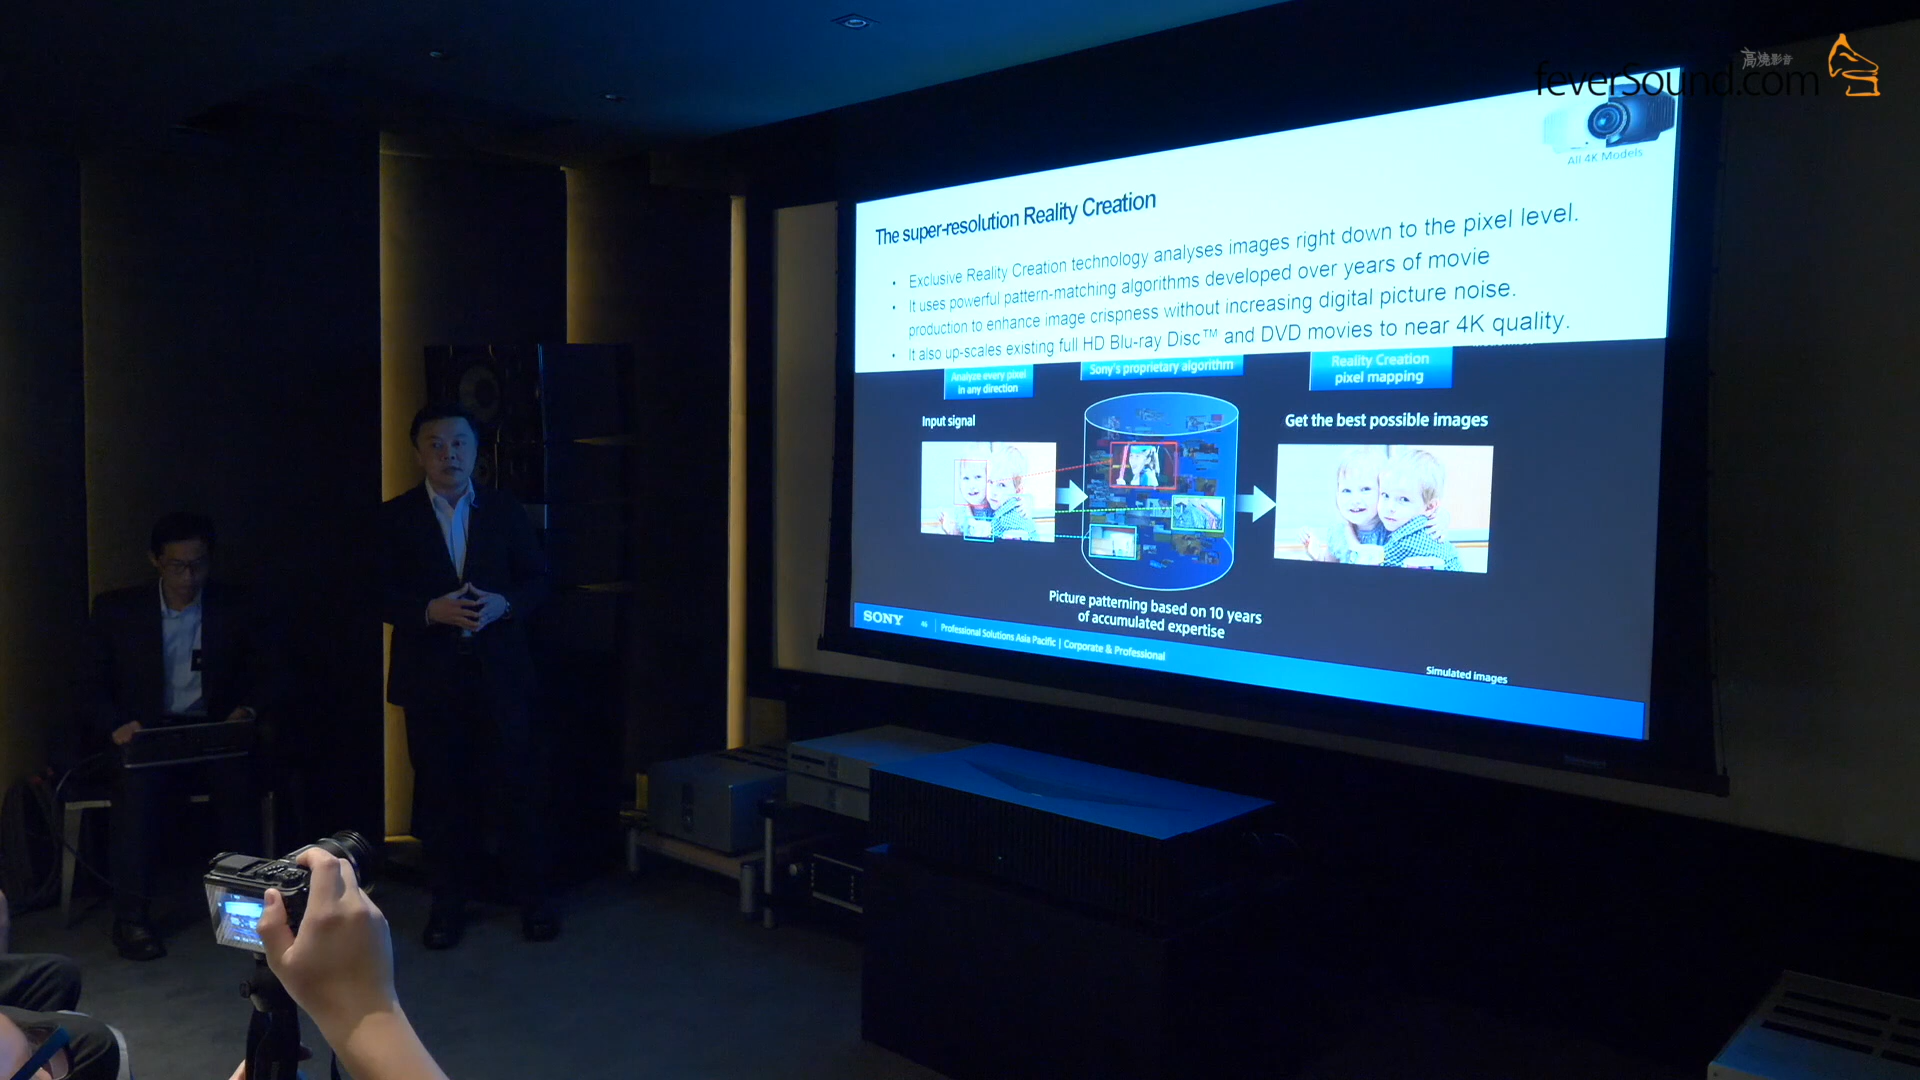 高燒影音
feverSound.com
All 4K Models
The super-resolution Reality Creation
• Exclusive Reality Creation technology analyses images right down to the pixel level.
• It uses powerful pattern-matching algorithms developed over years of movie
production to enhance image crispness without increasing digital picture noise.
• It also up-scales existing full HD Blu-ray Disc™ and DVD movies to near 4K quality.
Analyze every pixel
in any direction
Sony's proprietary algorithm
Reality Creation
pixel mapping
Input signal
Get the best possible images
Picture patterning based on 10 years
of accumulated expertise
Simulated images
SONY
Professional Solutions Asia Pacific | Corporate & Professional